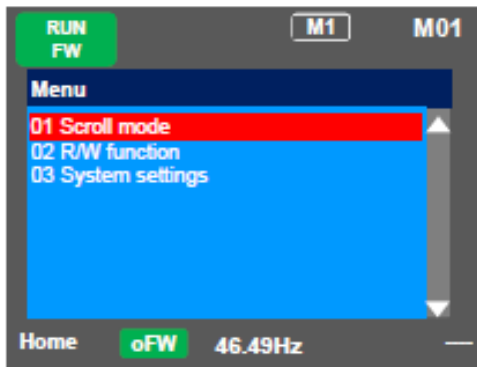 RUN
FW
M1
M01
Menu
01 Scroll mode
02 R/W function
03 System settings
Home oFW 46.49Hz